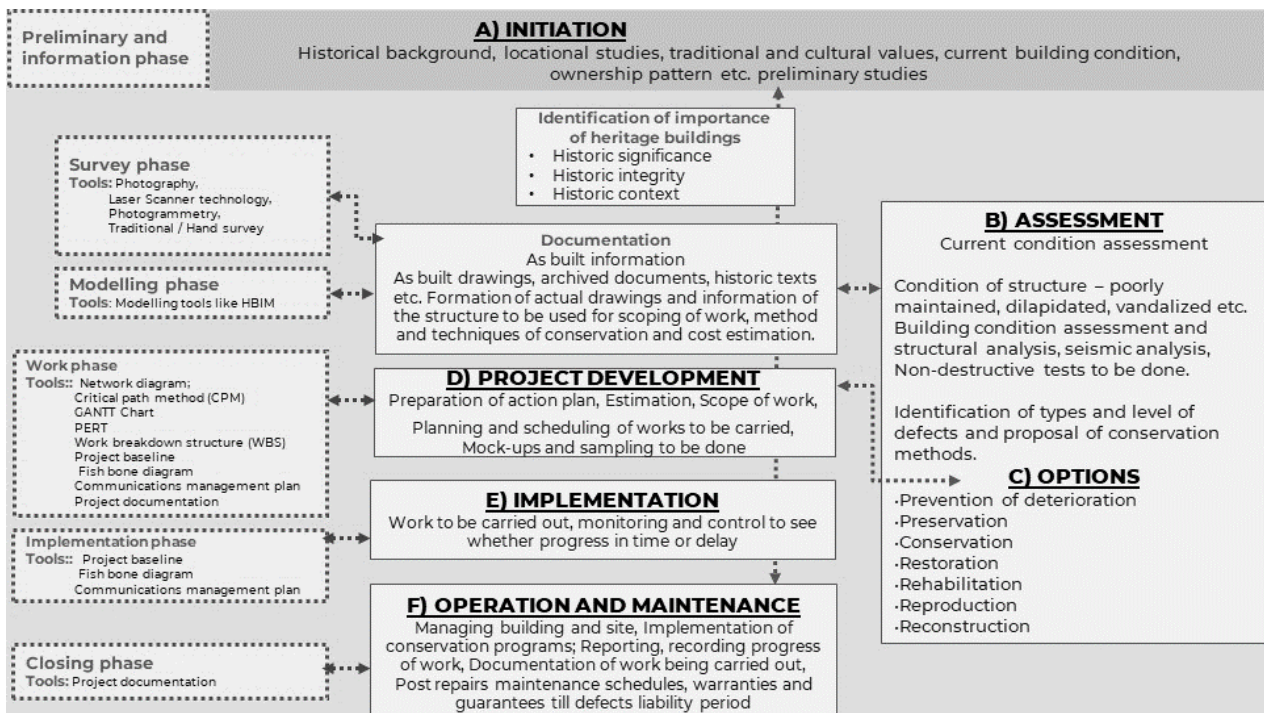 Preliminary and
information phase
A) INITIATION
Historical background, locational studies, traditional and cultural values, current building condition,
ownership pattern etc. preliminary studies
Identification of importance
of heritage buildings
• Historic significance
• Historic integrity
• Historic context
Survey phase
Tools: Photography,
Laser Scanner technology,
Photogrammetry,
Traditional / Hand survey
Documentation
As built information
As built drawings, archived documents, historic texts
etc. Formation of actual drawings and information of
the structure to be used for scoping of work, method
and techniques of conservation and cost estimation.
Modelling phase
Tools: Modelling tools like HBIM
B) ASSESSMENT
Current condition assessment
Condition of structure – poorly
maintained, dilapidated, vandalized etc.
Building condition assessment and
structural analysis, seismic analysis,
Non-destructive tests to be done.
Identification of types and level of
defects and proposal of conservation
methods.
C) OPTIONS
•Prevention of deterioration
•Preservation
•Conservation
•Restoration
•Rehabilitation
•Reproduction
•Reconstruction
Work phase
Tools:: Network diagram;
Critical path method (CPM)
GANTT Chart
PERT
Work breakdown structure (WBS)
Project baseline
Fish bone diagram
Communications management plan
Project documentation
D) PROJECT DEVELOPMENT
Preparation of action plan, Estimation, Scope of work,
Planning and scheduling of works to be carried,
Mock-ups and sampling to be done
E) IMPLEMENTATION
Work to be carried out, monitoring and control to see
whether progress in time or delay
Implementation phase
Tools:: Project baseline
Fish bone diagram
Communications management plan
F) OPERATION AND MAINTENANCE
Managing building and site, Implementation of
conservation programs; Reporting, recording progress
of work, Documentation of work being carried out,
Post repairs maintenance schedules, warranties and
guarantees till defects liability period
Closing phase
Tools: Project documentation